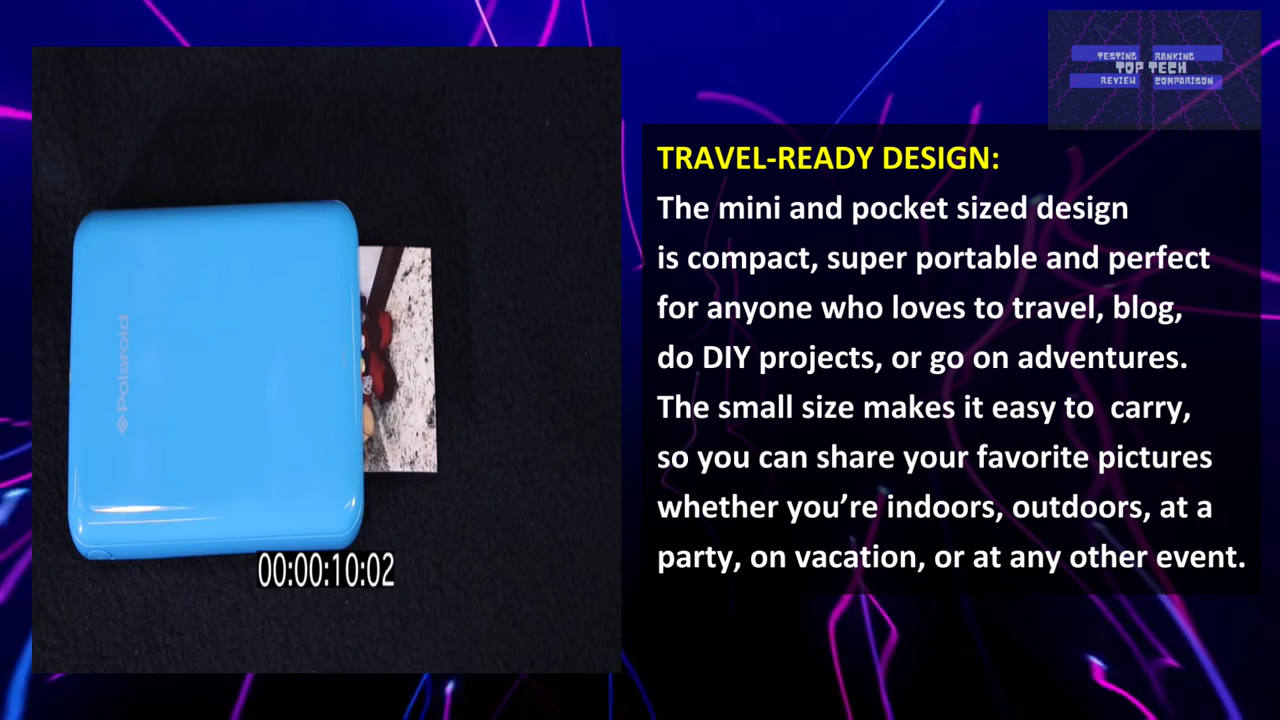 TESTING RANKING
TOP TECH
REVIEW COMPARISON
TRAVEL-READY DESIGN:
The mini and pocket sized design
is compact, super portable and perfect
for anyone who loves to travel, blog,
do DIY projects, or go on adventures.
The small size makes it easy to  carry,
so you can share your favorite pictures
whether you’re indoors, outdoors, at a
party, on vacation, or at any other event.
Polaroid
00:00:10:02